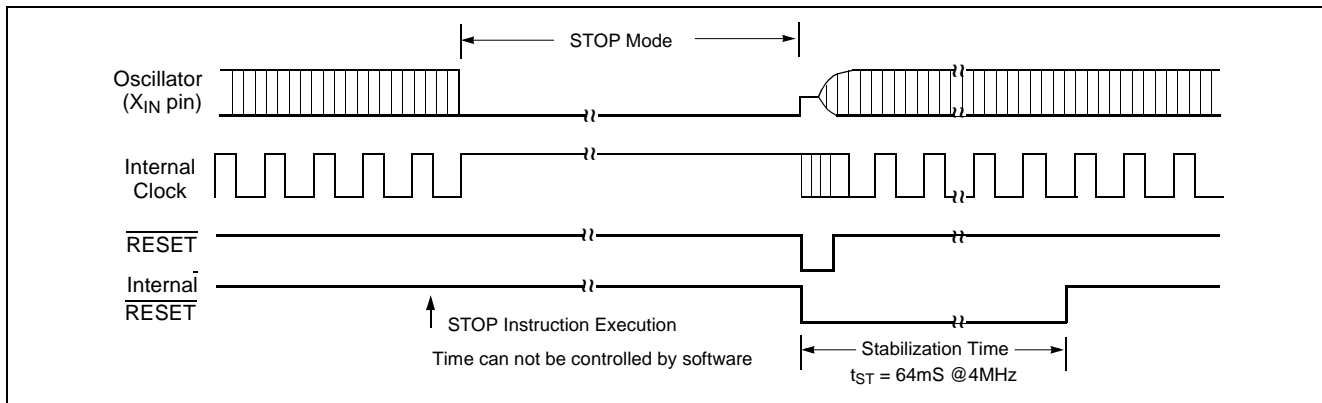 STOP Mode
Oscillator
(XIN pin)
Internal
Clock
RESET
Internal
RESET
STOP Instruction Execution
Time can not be controlled by software
Stabilization Time
tST = 64mS @4MHz